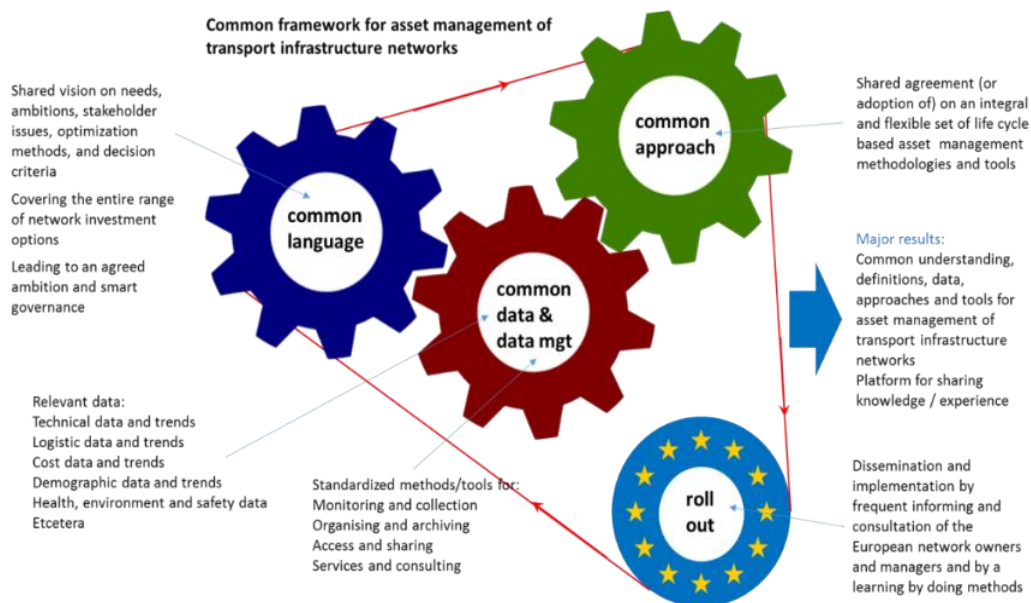 Common framework for asset management of
transport infrastructure networks
Shared vision on needs,
ambitions, stakeholder
issues, optimization
methods, and decision
criteria
Covering the entire range
of network investment
options
Leading to an agreed
ambition and smart
governance
common
language
common
approach
common
data &
data mgt
Shared agreement (or
adoption of) on an integral
and flexible set of life cycle
based asset management
methodologies and tools
Major results:
Common understanding,
definitions, data,
approaches and tools for
asset management of
transport infrastructure
networks
Platform for sharing
knowledge / experience
Relevant data:
Technical data and trends
Logistic data and trends
Cost data and trends
Demographic data and trends
Health, environment and safety data
Etcetera
Standardized methods/tools for:
Monitoring and collection
Organising and archiving
Access and sharing
Services and consulting
roll
out
Dissemination and
implementation by
frequent informing and
consultation of the
European network owners
and managers and by a
learning by doing methods